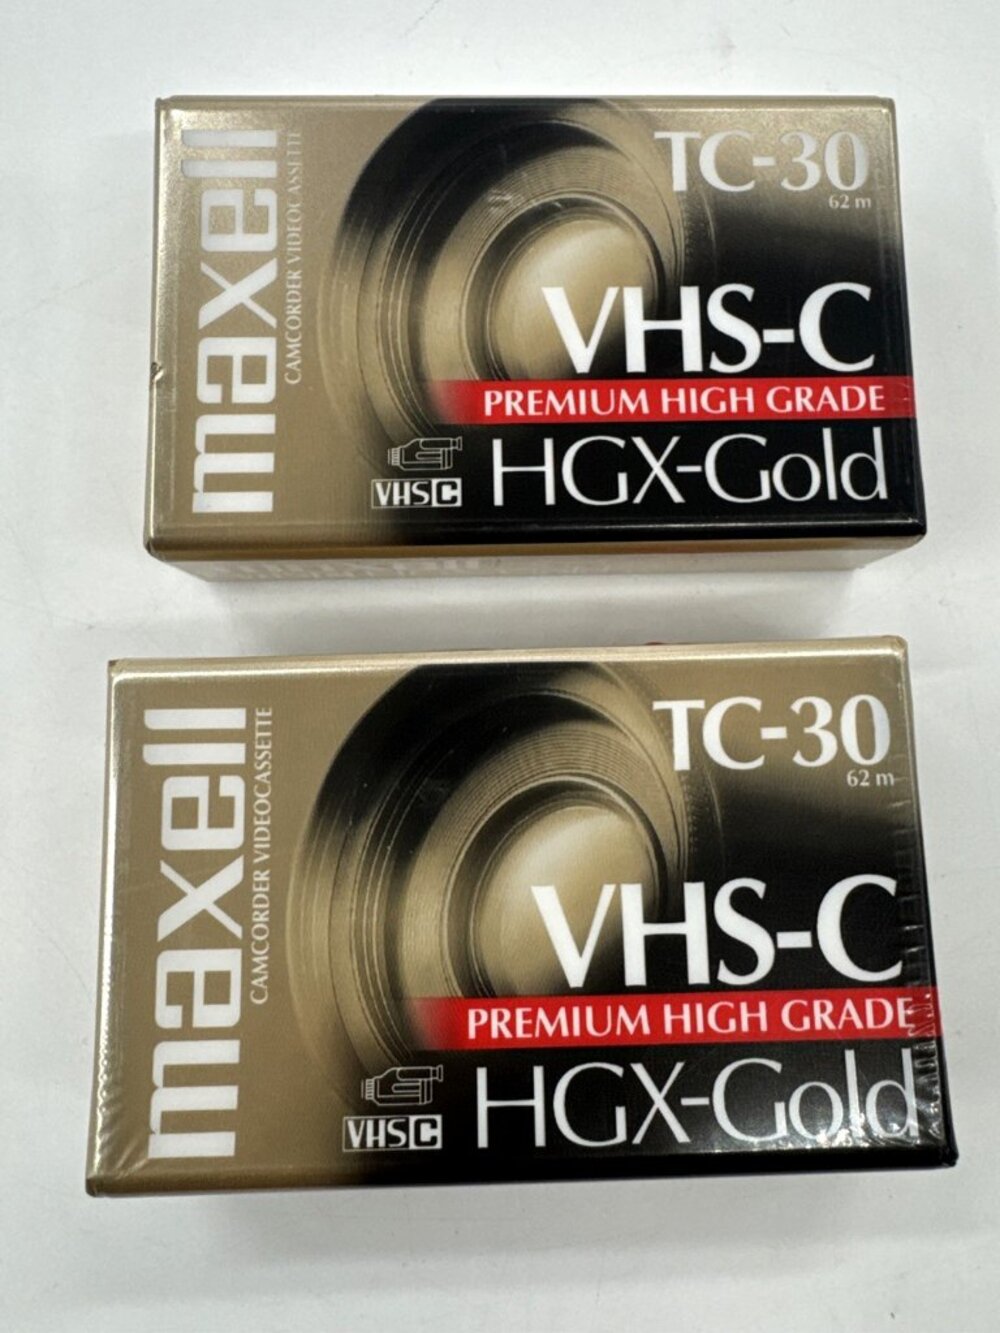 maxell
CAMCORDER VIDEOCASSETTE
TC-30
62 m
VHS-C
PREMIUM HIGH GRADE
HGX-Gold
VHS C
maxell
CAMCORDER VIDEOCASSETTE
TC-30
62 m
VHS-C
PREMIUM HIGH GRADE
HGX-Gold
VHS C